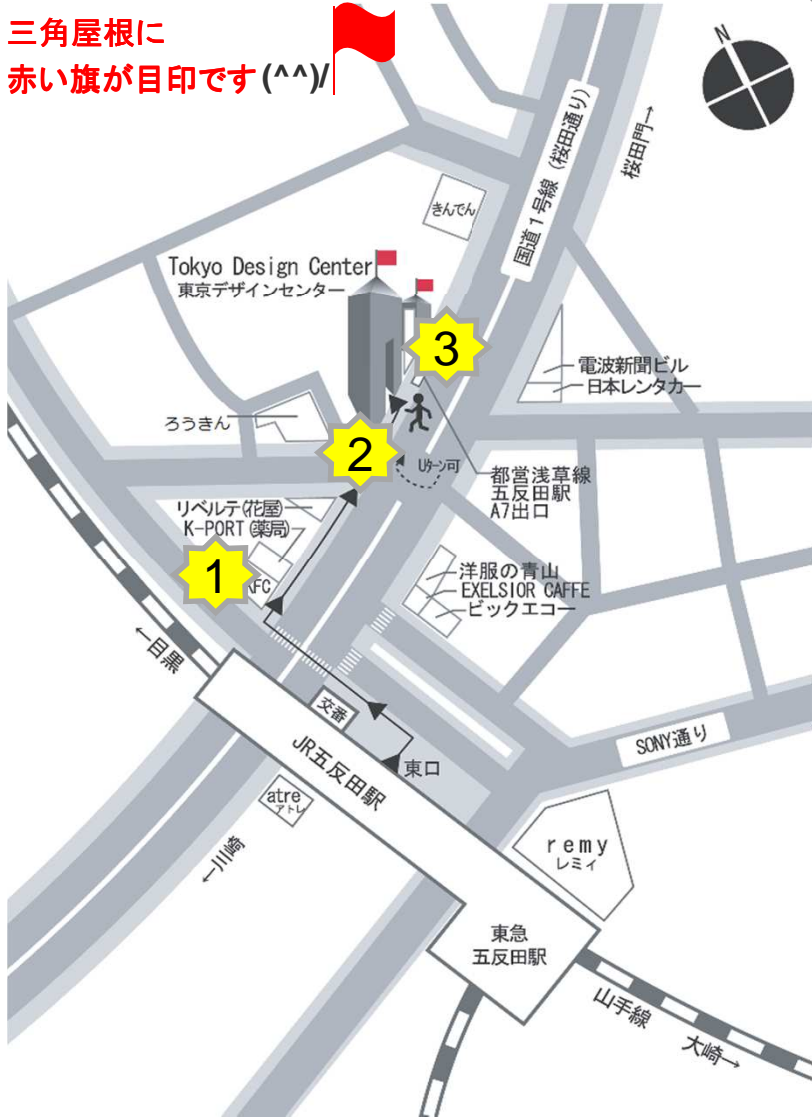 三角屋根に
赤い旗が目印です(^^)/
N
桜田門→
国道1号線(桜田通り)
きんでん
Tokyo Design Center
東京デザインセンター
3
電波新聞ビル
日本レンタカー
ろうきん
2
Uターン可
都営浅草線
五反田駅
A7出口
リベルテ(花屋)
K-PORT(薬局)
1
KFC
洋服の青山
EXELSIOR CAFFE
ビックエコー
←目黒
交番
SONY通り
JR五反田駅
東口
atre
アトレ
remy
レミィ
←川崎
東急
五反田駅
山手線
大崎→